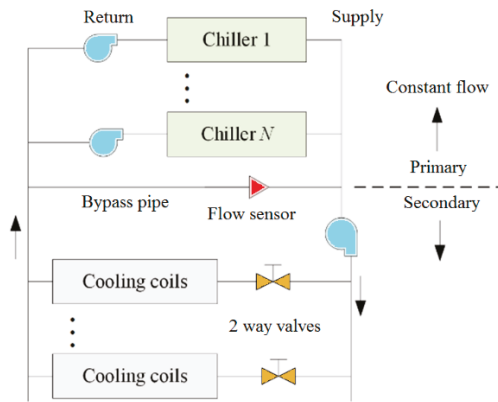 Return
Supply
Chiller 1
Constant flow
Chiller N
Primary
Bypass pipe
Flow sensor
Secondary
Cooling coils
2 way valves
Cooling coils